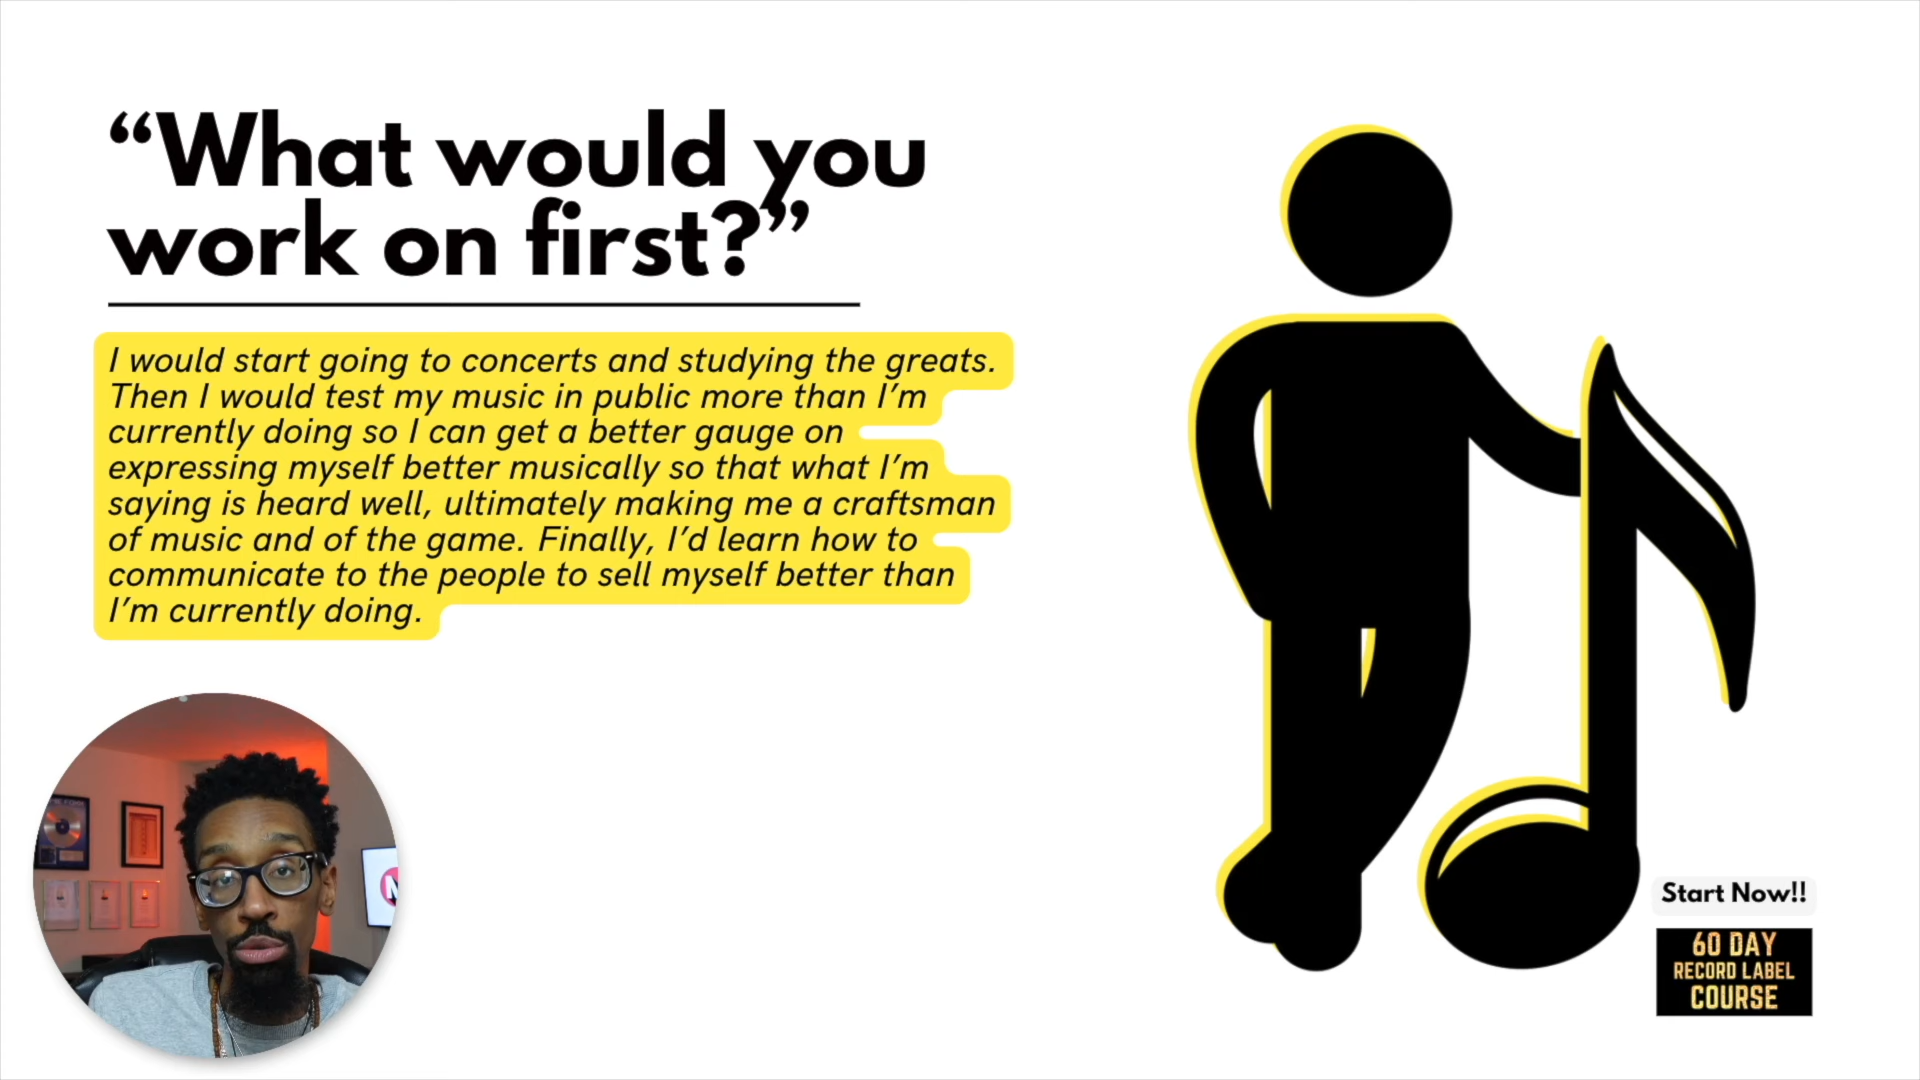 “What would you
work on first?”
I would start going to concerts and studying the greats.
Then I would test my music in public more than I’m
currently doing so I can get a better gauge on
expressing myself better musically so that what I’m
saying is heard well, ultimately making me a craftsman
of music and of the game. Finally, I’d learn how to
communicate to the people to sell myself better than
I’m currently doing.
Start Now!!
60 DAY
RECORD LABEL
COURSE